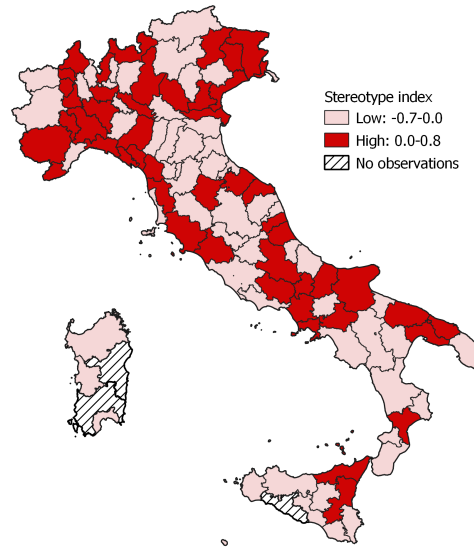 Stereotype index
Low: -0.7-0.0
High: 0.0-0.8
No observations